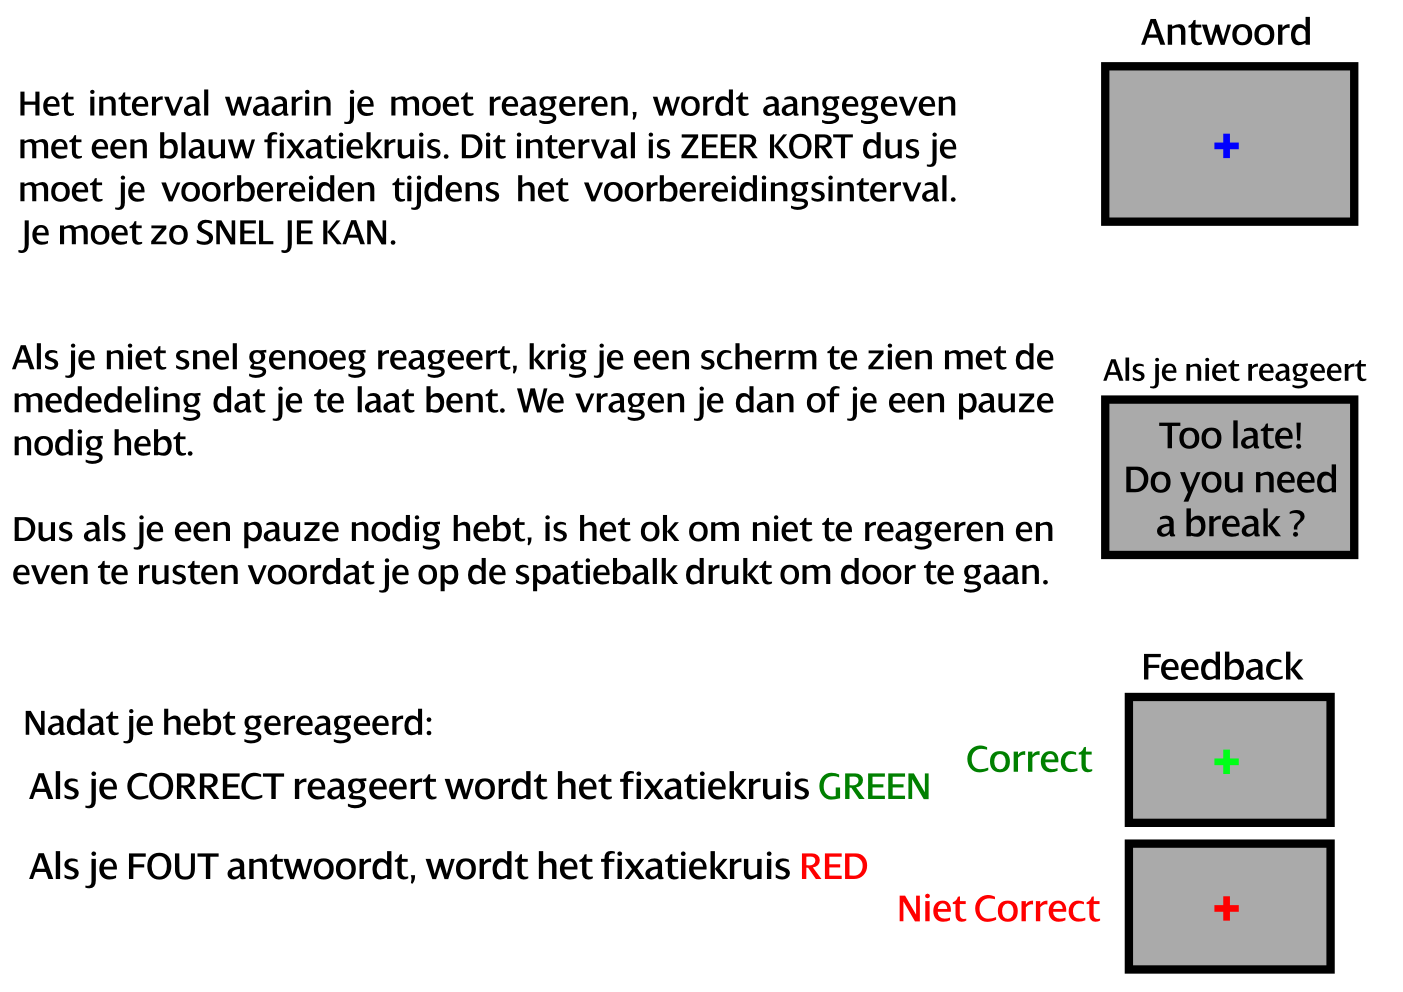 Antwoord
Het interval waarin je moet reageren, wordt aangegeven
met een blauw fixatiekruis. Dit interval is ZEER KORT dus je
moet je voorbereiden tijdens het voorbereidingsinterval.
Je moet zo SNEL JE KAN.
Als je niet snel genoeg reageert, krig je een scherm te zien met de
mededeling dat je te laat bent. We vragen je dan of je een pauze
nodig hebt.
Als je niet reageert
Too late!
Do you need
a break ?
Dus als je een pauze nodig hebt, is het ok om niet te reageren en
even te rusten voordat je op de spatiebalk drukt om door te gaan.
Feedback
Nadat je hebt gereageerd:
Als je CORRECT reageert wordt het fixatiekruis GREEN
Correct
Als je FOUT antwoordt, wordt het fixatiekruis RED
Niet Correct